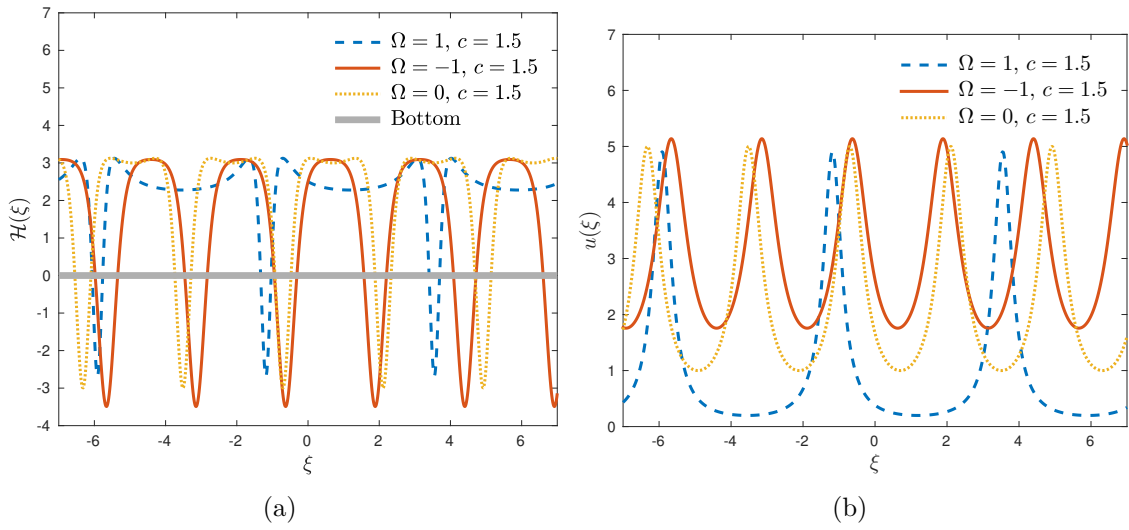 7
6
5
4
3
2
1
0
-1
-2
-3
-4
ℋ(ξ)
Ω = 1, c = 1.5
Ω = −1, c = 1.5
Ω = 0, c = 1.5
Bottom
-6 -4 -2 0 2 4 6
ξ
(a)
7
6
5
4
3
2
1
0
u(ξ)
Ω = 1, c = 1.5
Ω = −1, c = 1.5
Ω = 0, c = 1.5
-6 -4 -2 0 2 4 6
ξ
(b)